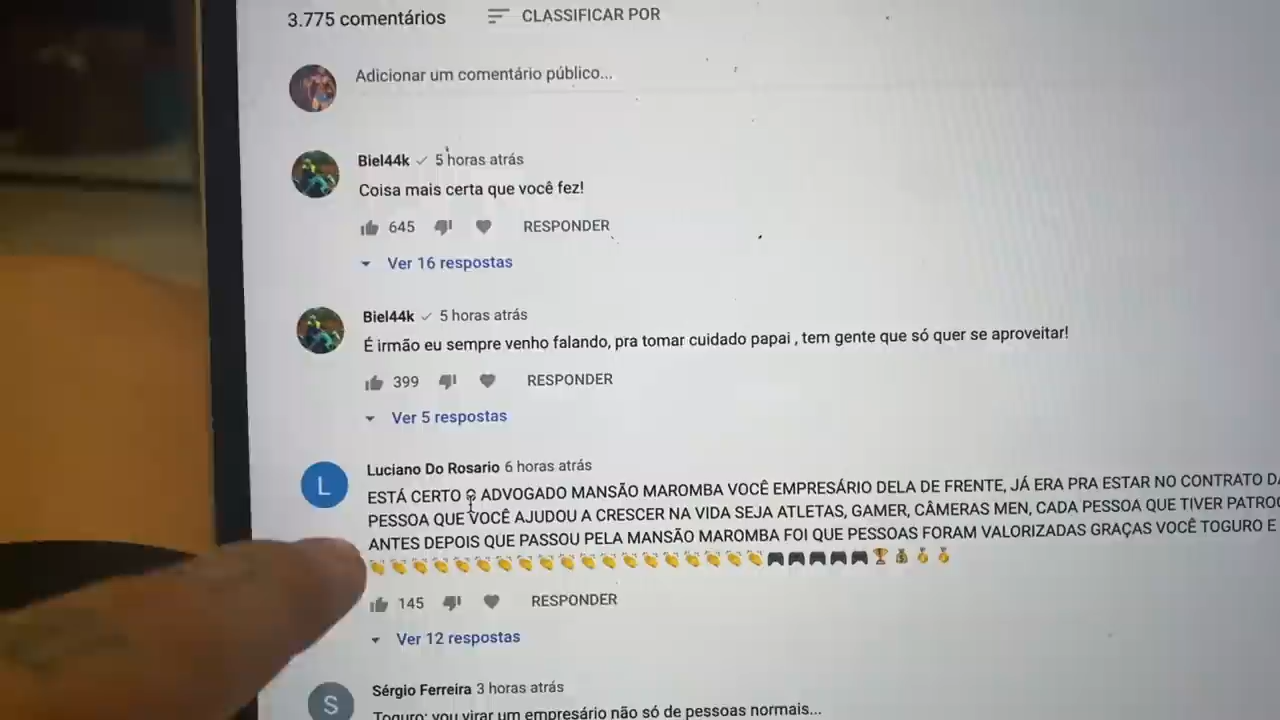 3.775 comentários
CLASSIFICAR POR
Adicionar um comentário público...
Biel44k 5 horas atrás
Coisa mais certa que você fez!
645 RESPONDER
Ver 16 respostas
Biel44k 5 horas atrás
É irmão eu sempre venho falando, pra tomar cuidado papai , tem gente que só quer se aproveitar!
399 RESPONDER
Ver 5 respostas
L
Luciano Do Rosario 6 horas atrás
ESTÁ CERTO O ADVOGADO MANSÃO MAROMBA VOCÊ EMPRESÁRIO DELA DE FRENTE, JÁ ERA PRA ESTAR NO CONTRATO
PESSOA QUE VOCÊ AJUDOU A CRESCER NA VIDA SEJA ATLETAS, GAMER, CÂMERAS MEN, CADA PESSOA QUE TIVER
ANTES DEPOIS QUE PASSOU PELA MANSÃO MAROMBA FOI QUE PESSOAS FORAM VALORIZADAS GRAÇAS VOCÊ TOGURO E
145 RESPONDER
Ver 12 respostas
S
Sérgio Ferreira 3 horas atrás
Toguro: vou virar um empresário não só de pessoas normais...